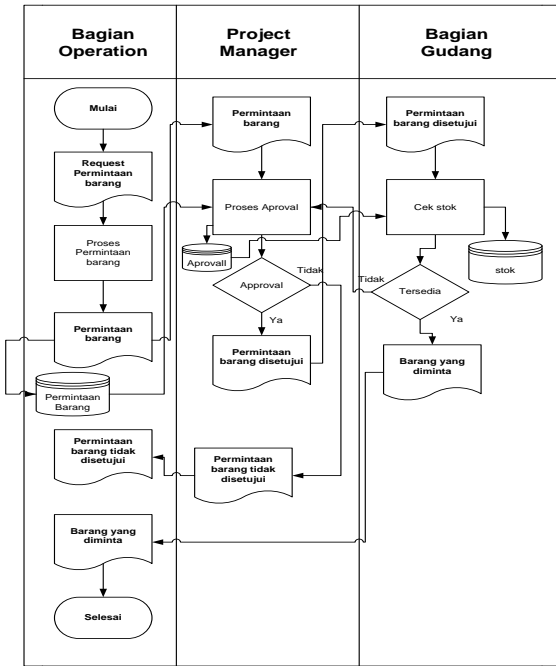 Bagian
Operation
Project
Manager
Bagian
Gudang
Mulai
Request
Permintaan
barang
Proses
Permintaan
barang
Permintaan
barang
Permintaan
Barang
Permintaan
barang tidak
disetujui
Barang yang
diminta
Selesai
Permintaan
barang
Proses Aproval
Aprovall
Tidak
Approval
Ya
Permintaan
barang disetujui
Permintaan
barang tidak
disetujui
Permintaan
barang disetujui
Cek stok
stok
Tidak
Tersedia
Ya
Barang yang
diminta